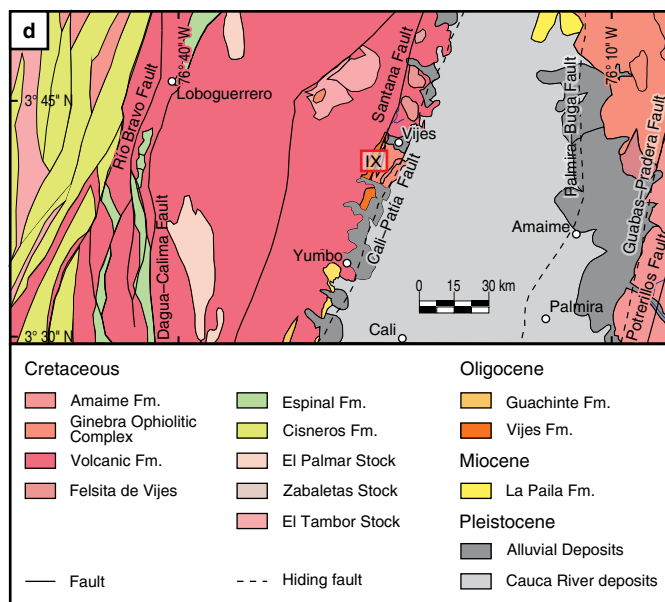 d
76° 40" W
76° 10" W
3° 45" N
Loboguerrero
Río Bravo Fault
Santana Fault
Vijes
IX
Cali–Patía Fault
Palmira–Buga Fault
Guabas–Pradera Fault
Amaime
Dagua–Calima Fault
Yumbo
0 15 30 km
Potrerillos Fault
Palmira
3° 30" N
Cali
Cretaceous
Amaime Fm.
Ginebra Ophiolitic
Complex
Volcanic Fm.
Felsita de Vijes
Espinal Fm.
Cisneros Fm.
El Palmar Stock
Zabaletas Stock
El Tambor Stock
Oligocene
Guachinte Fm.
Vijes Fm.
Miocene
La Paila Fm.
Pleistocene
Alluvial Deposits
Cauca River deposits
Fault
Hiding fault